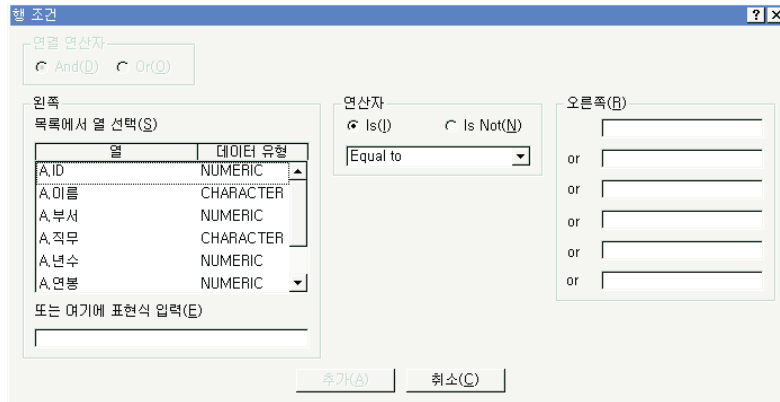 행 조건
연결 연산자
And(D) Or(O)
왼쪽
목록에서 열 선택(S)
열 데이터 유형
A.ID NUMERIC
A.이름 CHARACTER
A.부서 NUMERIC
A.직무 CHARACTER
A.년수 NUMERIC
A.연봉 NUMERIC
또는 여기에 표현식 입력(E)
연산자
Is(I) Is Not(N)
Equal to
오른쪽(R)
or
or
or
or
or
추가(A) 취소(C)